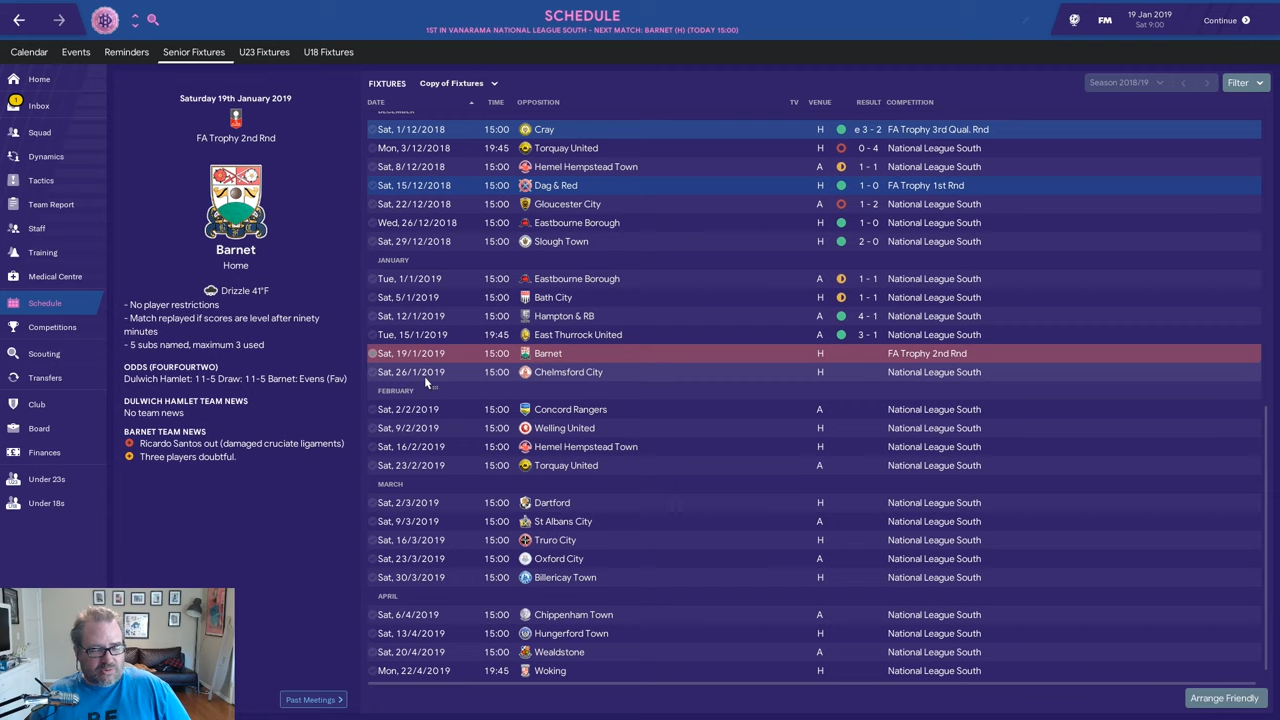 SCHEDULE
1ST IN VANARAMA NATIONAL LEAGUE SOUTH - NEXT MATCH: BARNET (H) (TODAY 15:00)
FM
19 Jan 2019
Sat 9:00
Continue
Calendar
Events
Reminders
Senior Fixtures
U23 Fixtures
U18 Fixtures
Home
1
Inbox
Squad
Dynamics
Tactics
Team Report
Staff
Training
Medical Centre
Schedule
Competitions
Scouting
Transfers
Club
Board
Finances
Under 23s
Under 18s
Saturday 19th January 2019
FA Trophy 2nd Rnd
Barnet
Home
Drizzle 41°F
- No player restrictions
- Match replayed if scores are level after ninety
minutes
- 5 subs named, maximum 3 used
ODDS (FOURFOURTWO)
Dulwich Hamlet: 11-5 Draw: 11-5 Barnet: Evens (Fav)
DULWICH HAMLET TEAM NEWS
No team news
BARNET TEAM NEWS
Ricardo Santos out (damaged cruciate ligaments)
Three players doubtful.
Past Meetings
FIXTURES
Copy of Fixtures
Season 2018/19
Filter
DATE TIME OPPOSITION TV VENUE RESULT COMPETITION
DECEMBER
Sat, 1/12/2018 15:00 Cray H e 3 - 2 FA Trophy 3rd Qual. Rnd
Mon, 3/12/2018 19:45 Torquay United H 0 - 4 National League South
Sat, 8/12/2018 15:00 Hemel Hempstead Town A 1 - 1 National League South
Sat, 15/12/2018 15:00 Dag & Red H 1 - 0 FA Trophy 1st Rnd
Sat, 22/12/2018 15:00 Gloucester City A 1 - 2 National League South
Wed, 26/12/2018 15:00 Eastbourne Borough H 1 - 0 National League South
Sat, 29/12/2018 15:00 Slough Town H 2 - 0 National League South
JANUARY
Tue, 1/1/2019 15:00 Eastbourne Borough A 1 - 1 National League South
Sat, 5/1/2019 15:00 Bath City H 1 - 1 National League South
Sat, 12/1/2019 15:00 Hampton & RB A 4 - 1 National League South
Tue, 15/1/2019 19:45 East Thurrock United A 3 - 1 National League South
Sat, 19/1/2019 15:00 Barnet H FA Trophy 2nd Rnd
Sat, 26/1/2019 15:00 Chelmsford City H National League South
FEBRUARY
Sat, 2/2/2019 15:00 Concord Rangers A National League South
Sat, 9/2/2019 15:00 Welling United H National League South
Sat, 16/2/2019 15:00 Hemel Hempstead Town H National League South
Sat, 23/2/2019 15:00 Torquay United A National League South
MARCH
Sat, 2/3/2019 15:00 Dartford H National League South
Sat, 9/3/2019 15:00 St Albans City A National League South
Sat, 16/3/2019 15:00 Truro City H National League South
Sat, 23/3/2019 15:00 Oxford City A National League South
Sat, 30/3/2019 15:00 Billericay Town H National League South
APRIL
Sat, 6/4/2019 15:00 Chippenham Town A National League South
Sat, 13/4/2019 15:00 Hungerford Town H National League South
Sat, 20/4/2019 15:00 Wealdstone A National League South
Mon, 22/4/2019 19:45 Woking H National League South
Arrange Friendly